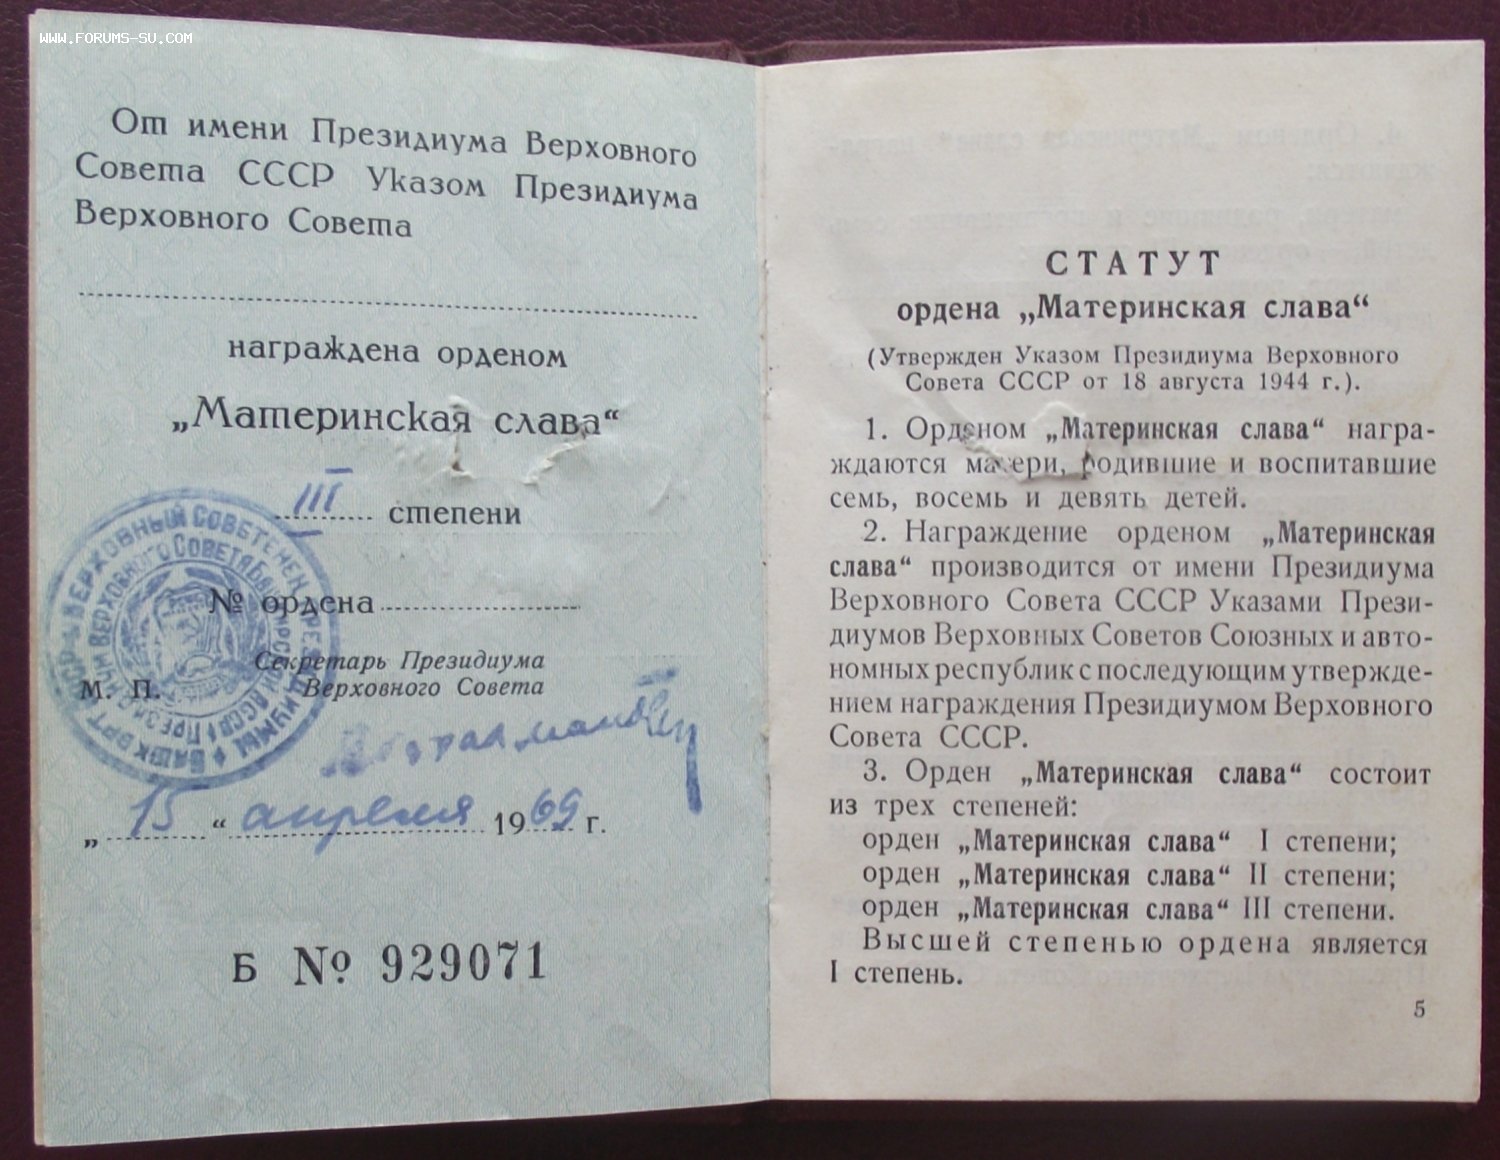 WWW.FORUMS-SU.COM
От имени Президиума Верховного
Совета СССР Указом Президиума
Верховного Совета
награждена орденом
„Материнская слава“
III степени
№ ордена
Секретарь Президиума
Верховного Совета
М. П.
„ 15 “ апреля 1969 г.
Б № 929071
СТАТУТ
ордена „Материнская слава“
(Утвержден Указом Президиума Верховного
Совета СССР от 18 августа 1944 г.).
1. Орденом „Материнская слава“ награ-
ждаются матери, родившие и воспитавшие
семь, восемь и девять детей.
2. Награждение орденом „Материнская
слава“ производится от имени Президиума
Верховного Совета СССР Указами Прези-
диумов Верховных Советов Союзных и авто-
номных республик с последующим утвержде-
нием награждения Президиумом Верховного
Совета СССР.
3. Орден „Материнская слава“ состоит
из трех степеней:
орден „Материнская слава“ I степени;
орден „Материнская слава“ II степени;
орден „Материнская слава“ III степени.
Высшей степенью ордена является
I степень.
5